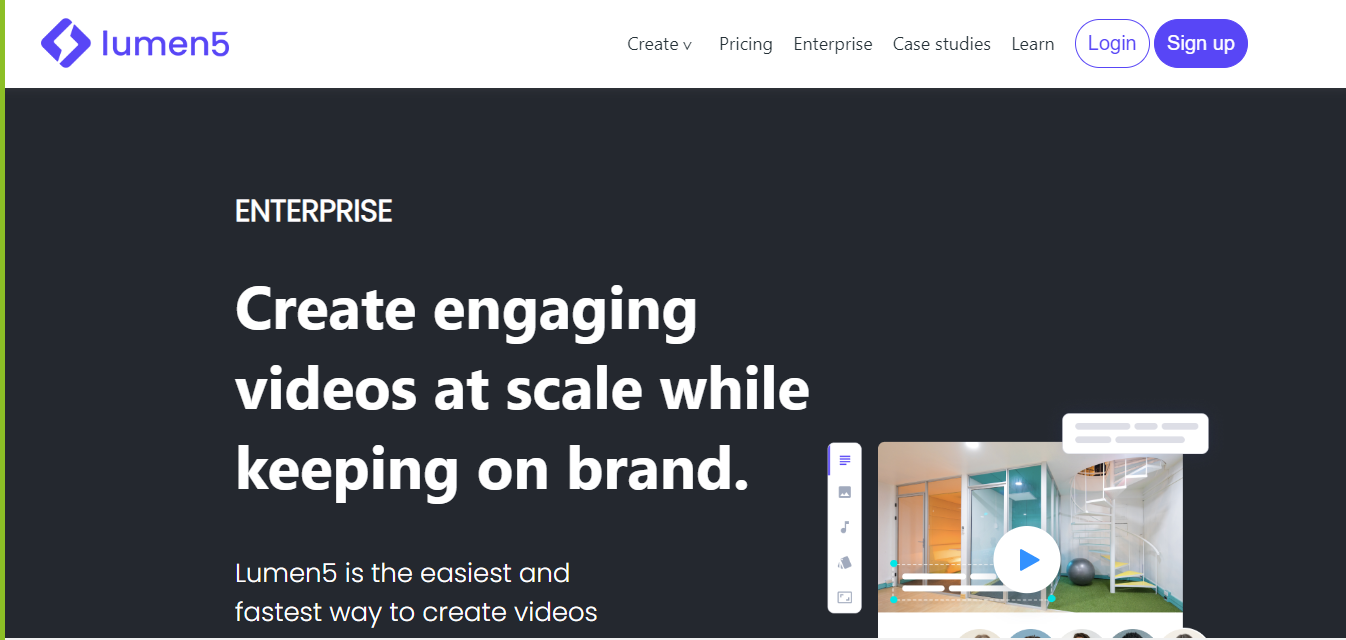 lumen5
Create v Pricing Enterprise Case studies Learn Login Sign up
ENTERPRISE
Create engaging
videos at scale while
keeping on brand.
Lumen5 is the easiest and
fastest way to create videos